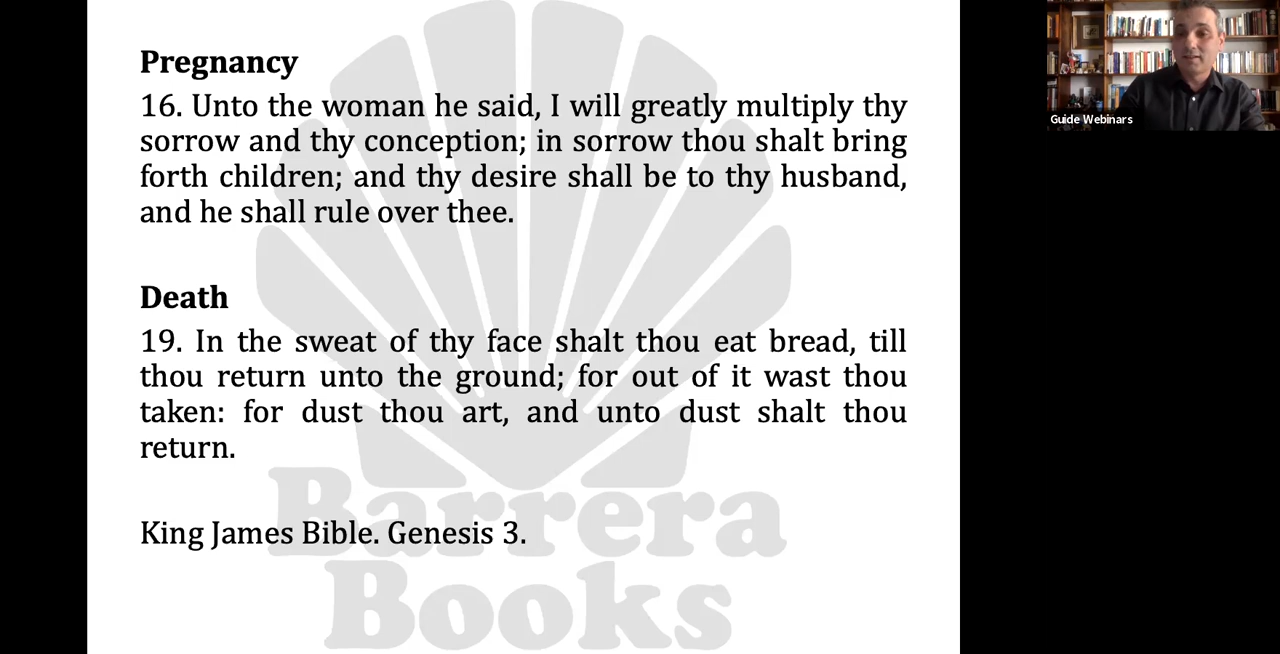 Pregnancy
16. Unto the woman he said, I will greatly multiply thy
sorrow and thy conception; in sorrow thou shalt bring
forth children; and thy desire shall be to thy husband,
and he shall rule over thee.
Death
19. In the sweat of thy face shalt thou eat bread, till
thou return unto the ground; for out of it wast thou
taken: for dust thou art, and unto dust shalt thou
return.
King James Bible. Genesis 3.
Barrera
Books
Guide Webinars